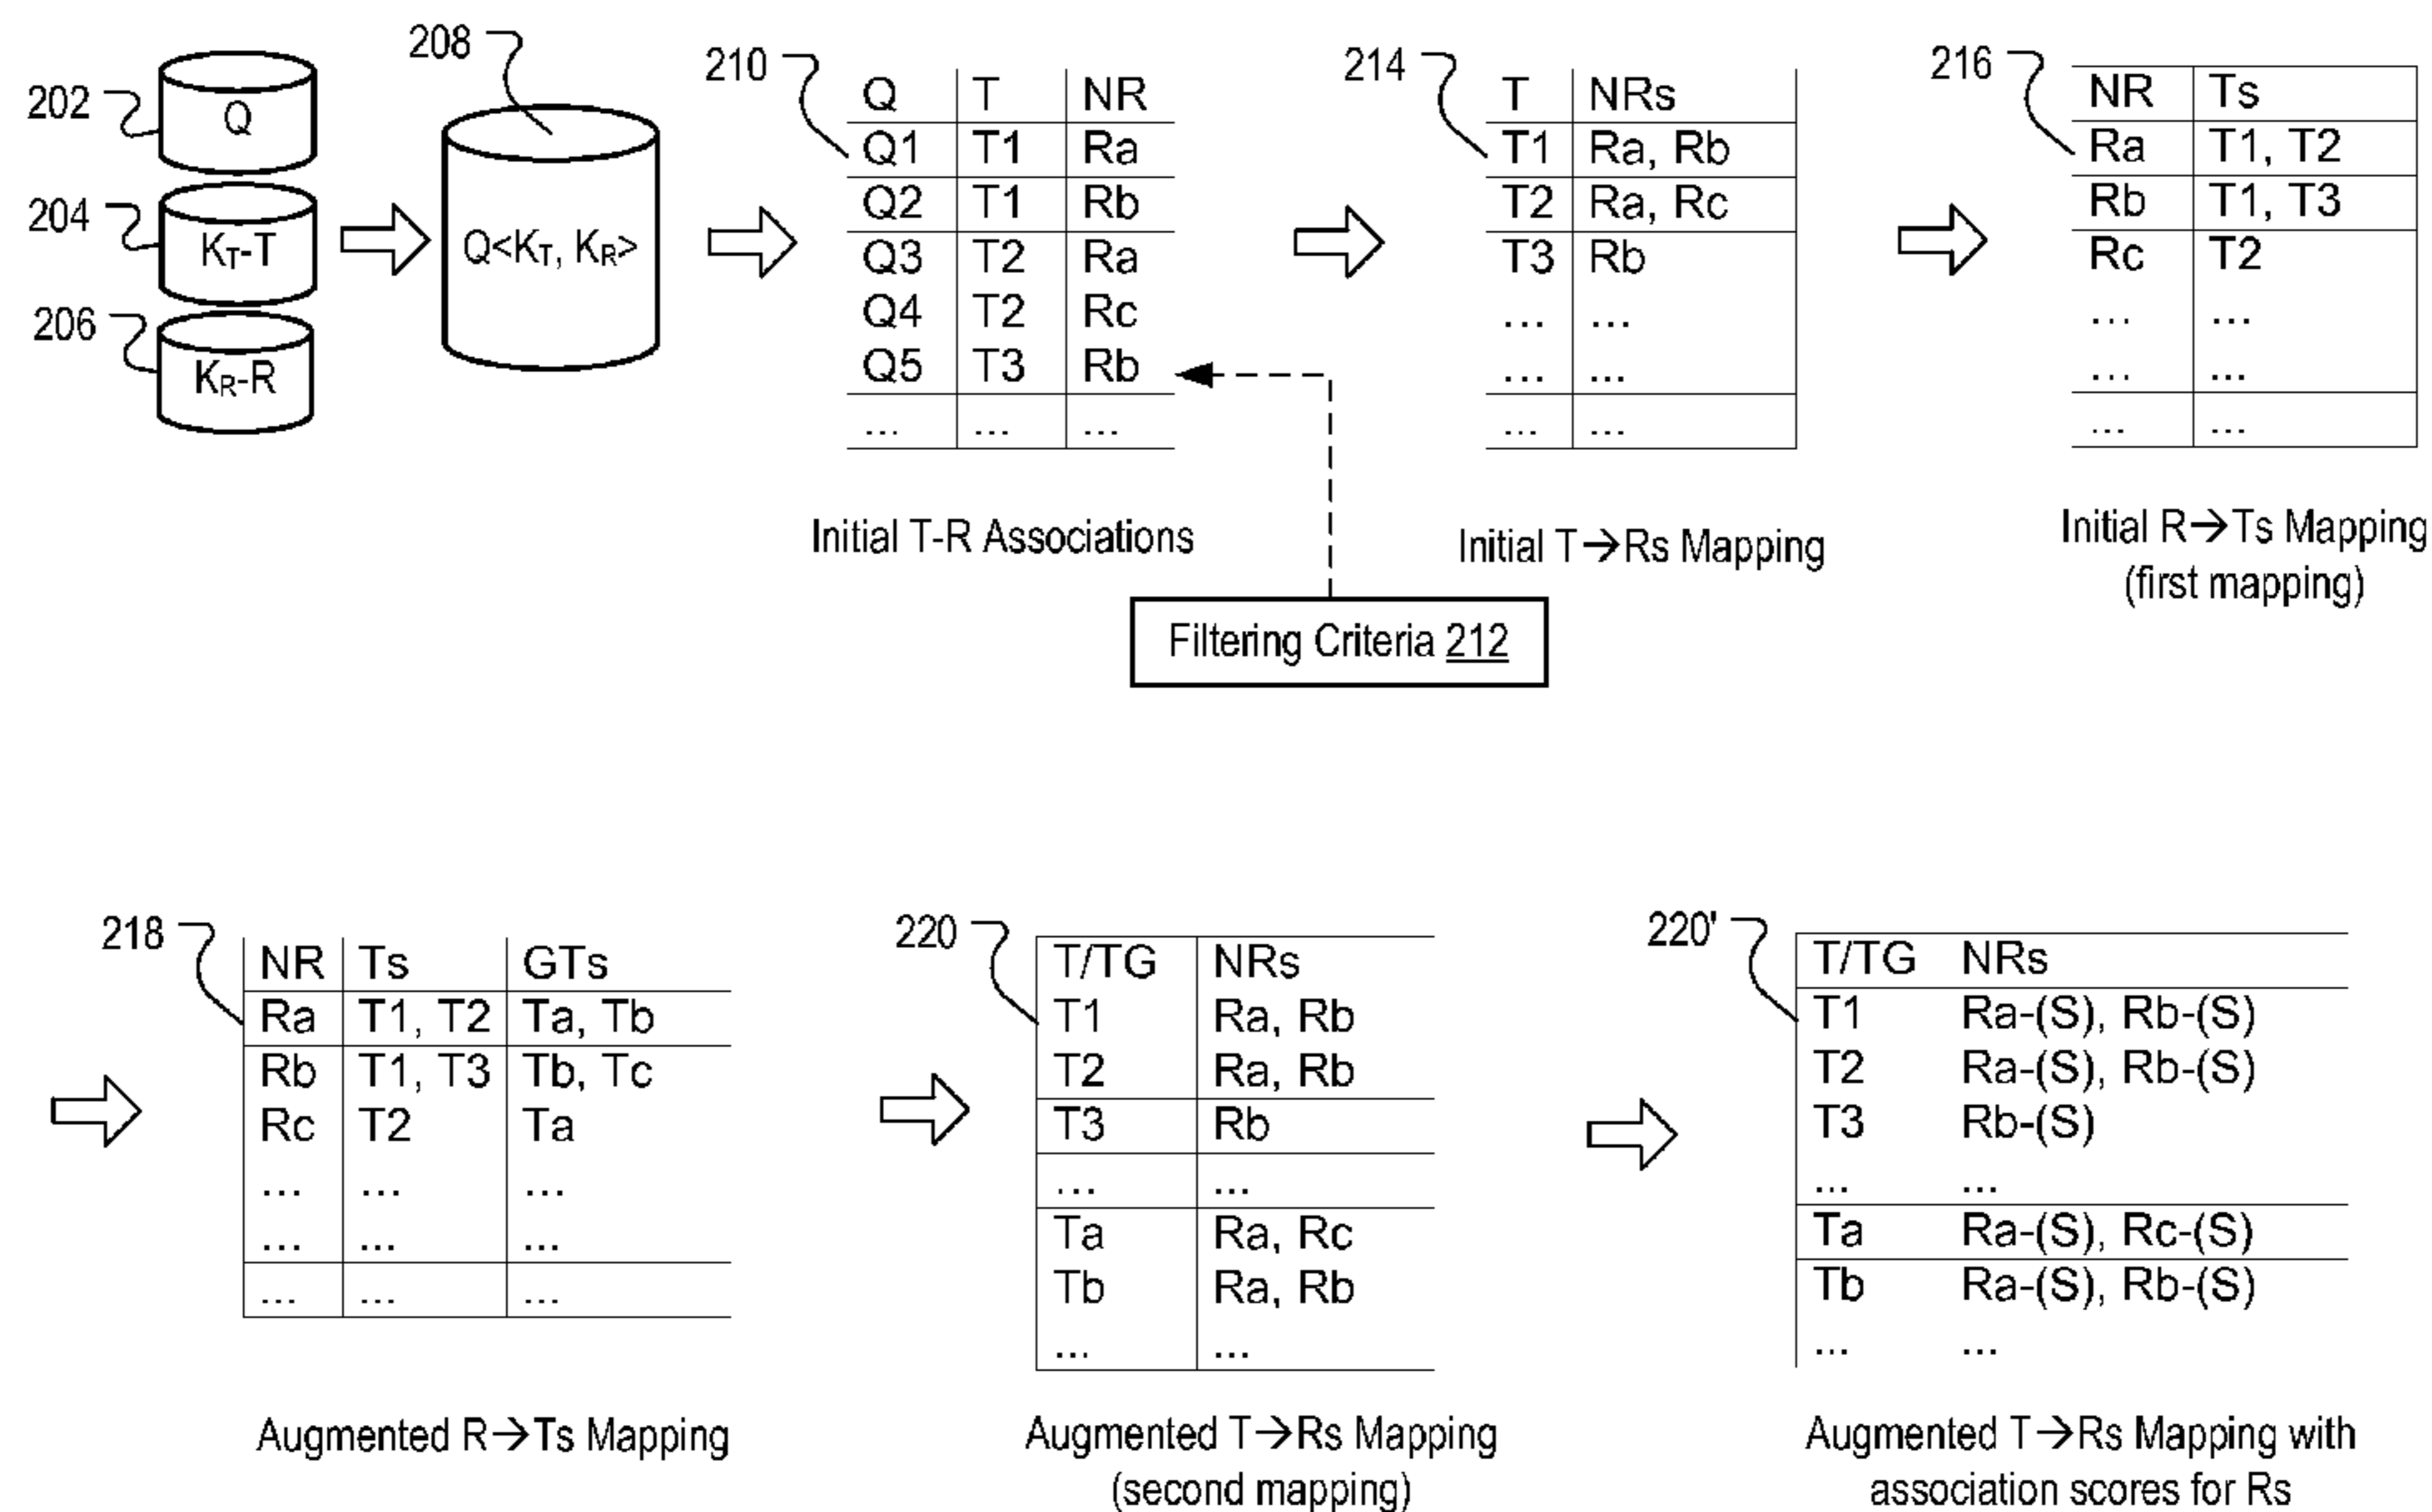 202
Q
204
KT-T
206
KR-R
208
Q<KT, KR>
210
Q T NR
Q1 T1 Ra
Q2 T1 Rb
Q3 T2 Ra
Q4 T2 Rc
Q5 T3 Rb
... ... ...
Initial T-R Associations
Filtering Criteria 212
214
T NRs
T1 Ra, Rb
T2 Ra, Rc
T3 Rb
... ...
... ...
... ...
Initial T→Rs Mapping
216
NR Ts
Ra T1, T2
Rb T1, T3
Rc T2
... ...
... ...
... ...
Initial R→Ts Mapping
(first mapping)
218
NR Ts GTs
Ra T1, T2 Ta, Tb
Rb T1, T3 Tb, Tc
Rc T2 Ta
... ... ...
... ... ...
... ... ...
Augmented R→Ts Mapping
220
T/TG NRs
T1 Ra, Rb
T2 Ra, Rb
T3 Rb
... ...
Ta Ra, Rc
Tb Ra, Rb
... ...
Augmented T→Rs Mapping
(second mapping)
220'
T/TG NRs
T1 Ra-(S), Rb-(S)
T2 Ra-(S), Rb-(S)
T3 Rb-(S)
... ...
Ta Ra-(S), Rc-(S)
Tb Ra-(S), Rb-(S)
... ...
Augmented T→Rs Mapping with
association scores for Rs